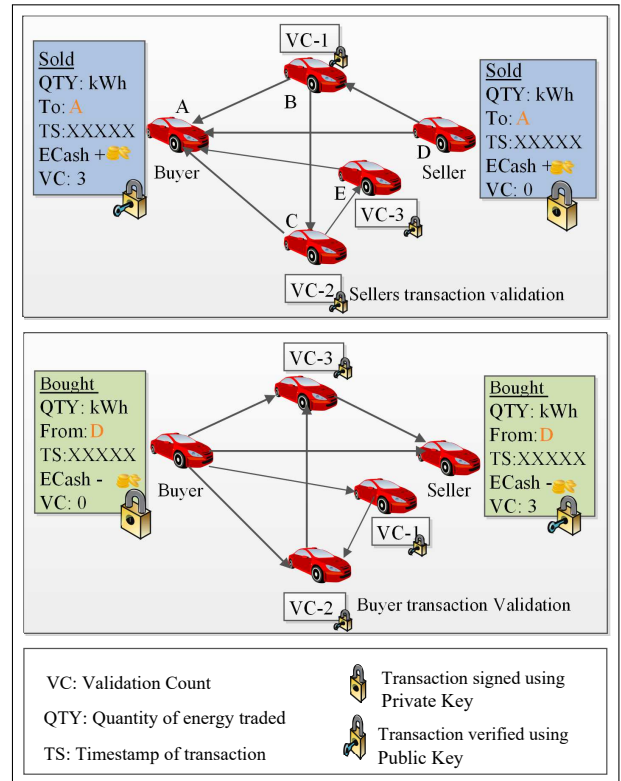 VC-1
Sold
QTY: kWh
To: A
TS:XXXXX
ECash +
VC: 3
A
B
Buyer
Sold
QTY: kWh
To: A
TS:XXXXX
ECash +
VC: 0
D
Seller
E
VC-3
C
VC-2
Sellers transaction validation
VC-3
Bought
QTY: kWh
From: D
TS:XXXXX
ECash -
VC: 0
Buyer
Bought
QTY: kWh
From: D
TS:XXXXX
ECash -
VC: 3
Seller
VC-1
VC-2
Buyer transaction Validation
VC: Validation Count
QTY: Quantity of energy traded
TS: Timestamp of transaction
Transaction signed using
Private Key
Transaction verified using
Public Key